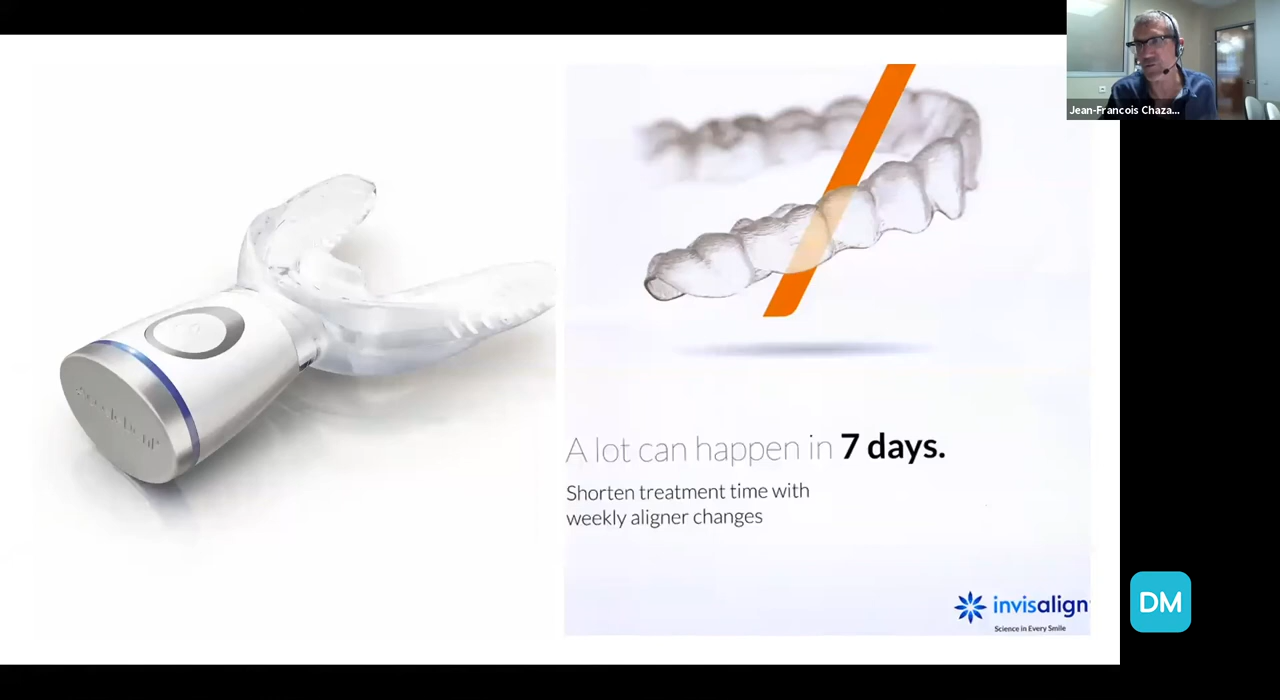 Jean-Francois Chaza...
A lot can happen in 7 days.
Shorten treatment time with
weekly aligner changes
invisalign
Science in Every Smile
DM